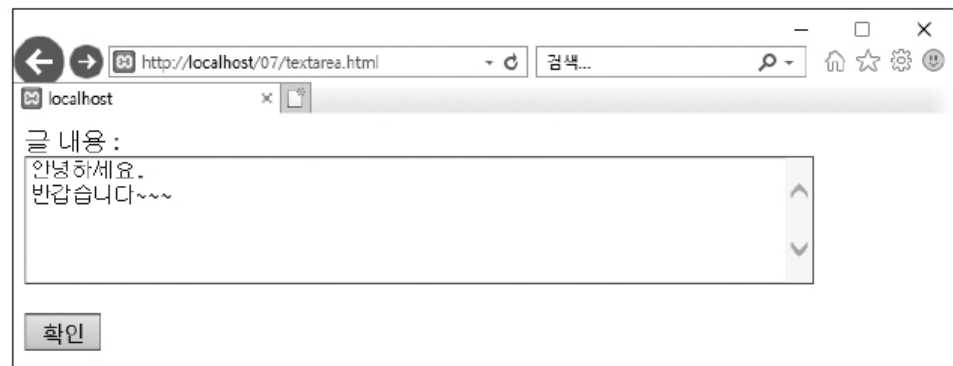 http://localhost/07/textarea.html
검색...
localhost
글 내용 :
안녕하세요.
반갑습니다~~~
확인